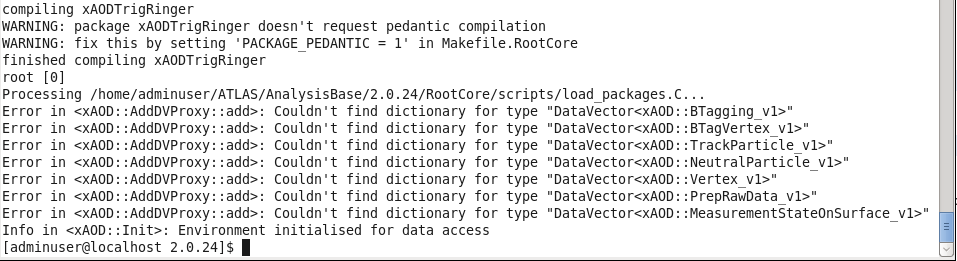 compiling xAODTrigRinger
WARNING: package xAODTrigRinger doesn't request pedantic compilation
WARNING: fix this by setting 'PACKAGE_PEDANTIC = 1' in Makefile.RootCore
finished compiling xAODTrigRinger
root [0]
Processing /home/adminuser/ATLAS/AnalysisBase/2.0.24/RootCore/scripts/load_packages.C...
Error in <xAOD::AddDVProxy::add>: Couldn't find dictionary for type "DataVector<xAOD::BTagging_v1>"
Error in <xAOD::AddDVProxy::add>: Couldn't find dictionary for type "DataVector<xAOD::BTagVertex_v1>"
Error in <xAOD::AddDVProxy::add>: Couldn't find dictionary for type "DataVector<xAOD::TrackParticle_v1>"
Error in <xAOD::AddDVProxy::add>: Couldn't find dictionary for type "DataVector<xAOD::NeutralParticle_v1>"
Error in <xAOD::AddDVProxy::add>: Couldn't find dictionary for type "DataVector<xAOD::Vertex_v1>"
Error in <xAOD::AddDVProxy::add>: Couldn't find dictionary for type "DataVector<xAOD::PrepRawData_v1>"
Error in <xAOD::AddDVProxy::add>: Couldn't find dictionary for type "DataVector<xAOD::MeasurementStateOnSurface_v1>"
Info in <xAOD::Init>: Environment initialised for data access
[adminuser@localhost 2.0.24]$